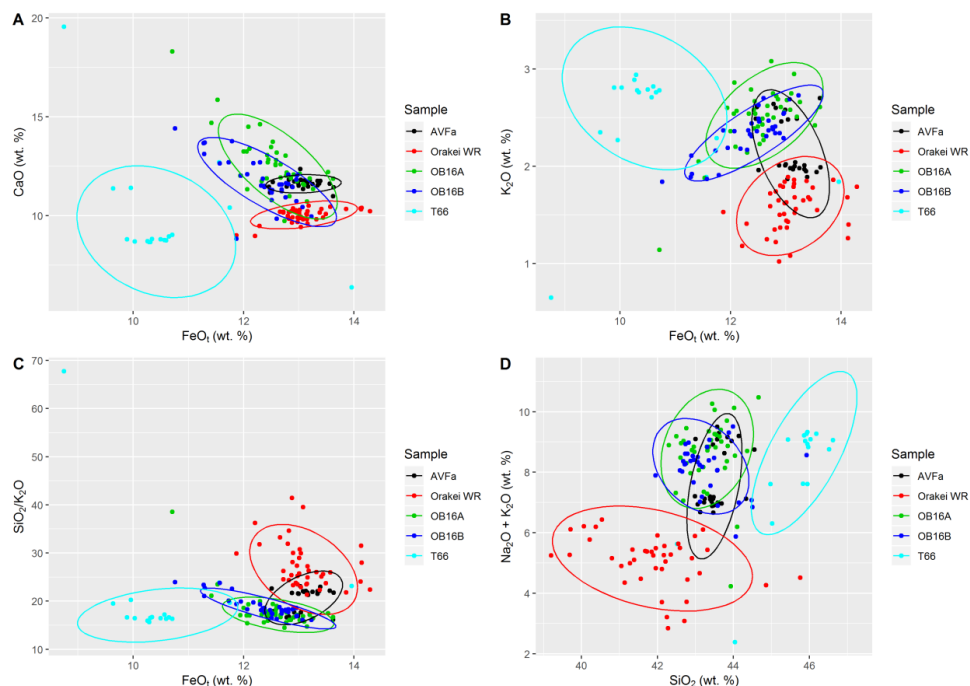 A
CaO (wt. %)
20
15
10
10
12
14
FeOₜ (wt. %)
Sample
AVFa
Orakei WR
OB16A
OB16B
T66
B
K₂O (wt. %)
3
2
1
10
12
14
FeOₜ (wt. %)
Sample
AVFa
Orakei WR
OB16A
OB16B
T66
C
SiO₂/K₂O
70
60
50
40
30
20
10
10
12
14
FeOₜ (wt. %)
Sample
AVFa
Orakei WR
OB16A
OB16B
T66
D
Na₂O + K₂O (wt. %)
10
8
6
4
2
40
42
44
46
SiO₂ (wt. %)
Sample
AVFa
Orakei WR
OB16A
OB16B
T66